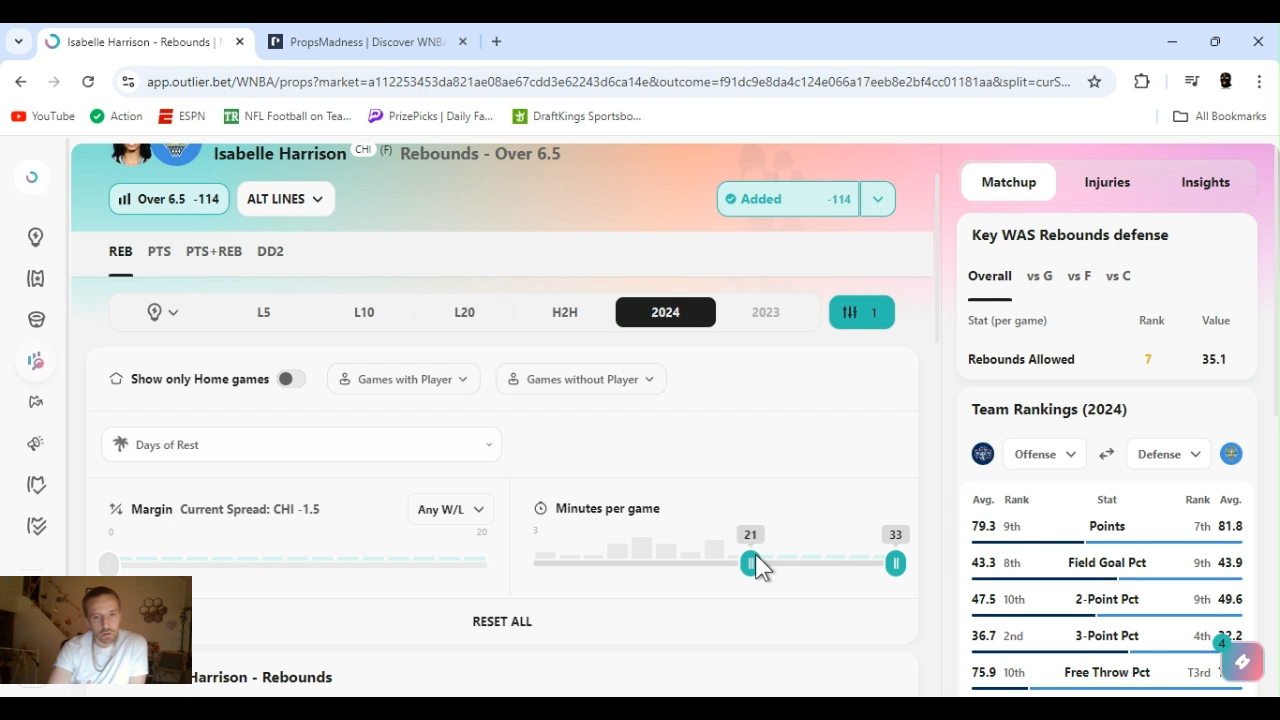 Isabelle Harrison - Rebounds | M
PropsMadness | Discover WNBA
app.outlier.bet/WNBA/props?market=a112253453da821ae08ae67cdd3e62243d6ca14e&outcome=f91dc9e8da4c124e066a17eeb8e2bf4cc01181aa&split=curS...
YouTube Action ESPN NFL Football on Tea... PrizePicks | Daily Fa... DraftKings Sportsbo... All Bookmarks
Isabelle Harrison CHI (F) Rebounds - Over 6.5
Over 6.5 -114 ALT LINES Added -114
REB PTS PTS+REB DD2
L5 L10 L20 H2H 2024 2023 1
Show only Home games Games with Player Games without Player
Days of Rest
Margin Current Spread: CHI -1.5 Any W/L
0 20
Minutes per game
3 21 33
RESET ALL
Harrison - Rebounds
Matchup Injuries Insights
Key WAS Rebounds defense
Overall vs G vs F vs C
Stat (per game) Rank Value
Rebounds Allowed 7 35.1
Team Rankings (2024)
Offense Defense
Avg. Rank Stat Rank Avg.
79.3 9th Points 7th 81.8
43.3 8th Field Goal Pct 9th 43.9
47.5 10th 2-Point Pct 9th 49.6
36.7 2nd 3-Point Pct 4th
75.9 10th Free Throw Pct T3rd
4